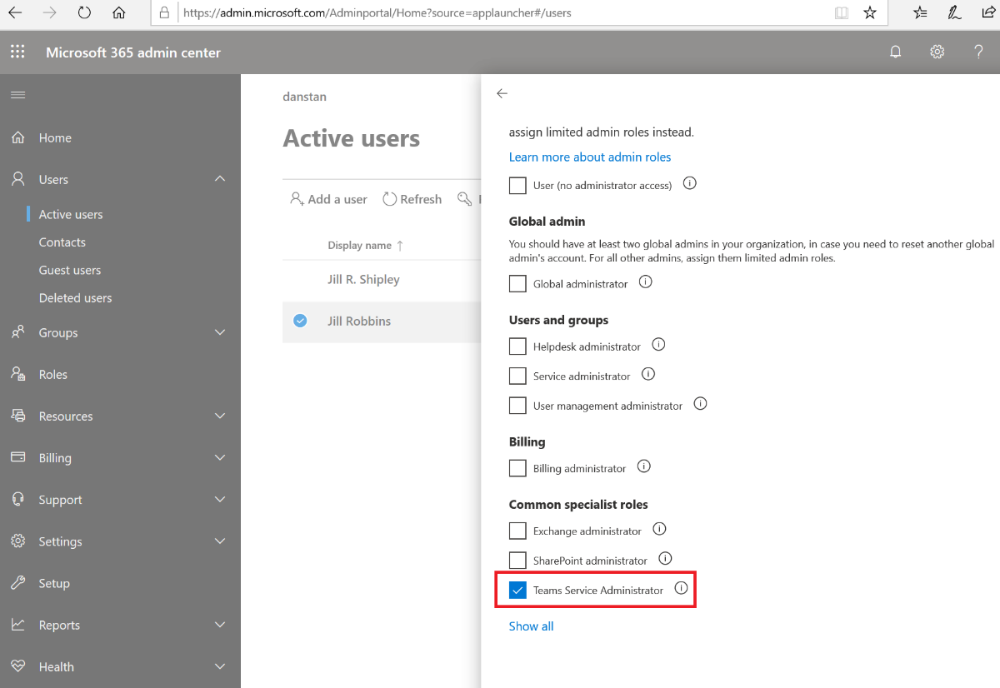 https://admin.microsoft.com/Adminportal/Home?source=applauncher#/users
Microsoft 365 admin center
?
Home
Users
Active users
Contacts
Guest users
Deleted users
Groups
Roles
Resources
Billing
Support
Settings
Setup
Reports
Health
danstan
Active users
Add a user
Refresh
Display name ↑
Jill R. Shipley
Jill Robbins
assign limited admin roles instead.
Learn more about admin roles
User (no administrator access)
Global admin
You should have at least two global admins in your organization, in case you need to reset another global
admin's account. For all other admins, assign them limited admin roles.
Global administrator
Users and groups
Helpdesk administrator
Service administrator
User management administrator
Billing
Billing administrator
Common specialist roles
Exchange administrator
SharePoint administrator
Teams Service Administrator
Show all